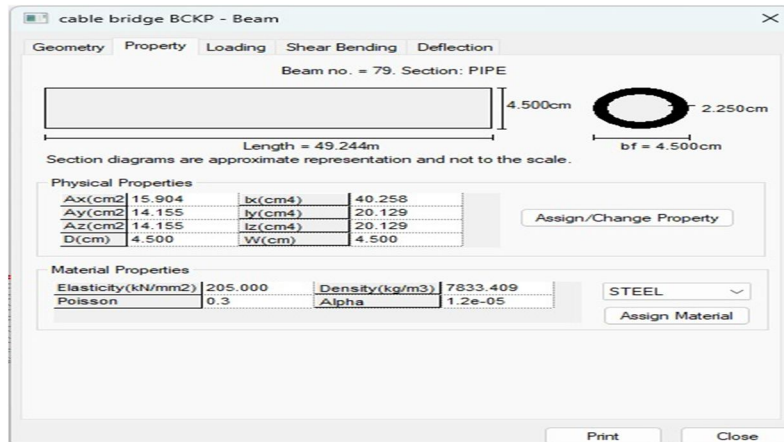 cable bridge BCKP - Beam
Geometry Property Loading Shear Bending Deflection
Beam no. = 79. Section: PIPE
4.500cm
2.250cm
Length = 49.244m
bf = 4.500cm
Section diagrams are approximate representation and not to the scale.
Physical Properties
Ax(cm2 15.904 Ix(cm4) 40.258
Ay(cm2 14.155 Iy(cm4) 20.129
Az(cm2 14.155 Iz(cm4) 20.129
D(cm) 4.500 W(cm) 4.500
Assign/Change Property
Material Properties
Elasticity(kN/mm2) 205.000 Density(kg/m3) 7833.409
Poisson 0.3 Alpha 1.2e-05
STEEL
Assign Material
Print Close